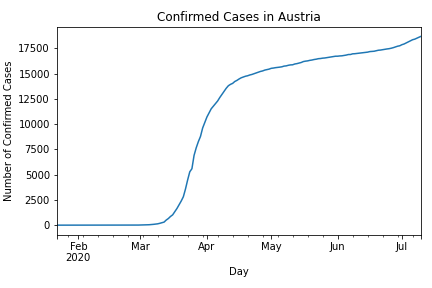 Confirmed Cases in Austria
Number of Confirmed Cases
17500
15000
12500
10000
7500
5000
2500
0
Feb Mar Apr May Jun Jul
2020
Day